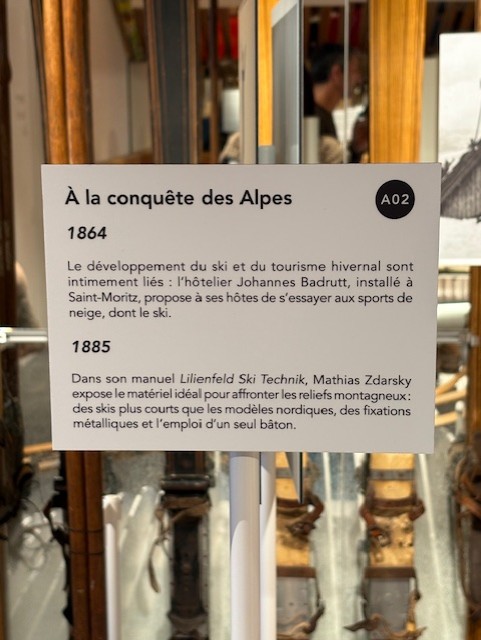 À la conquête des Alpes
A02
1864
Le développement du ski et du tourisme hivernal sont
intimement liés : l'hôtelier Johannes Badrutt, installé à
Saint-Moritz, propose à ses hôtes de s'essayer aux sports de
neige, dont le ski.
1885
Dans son manuel Lilienfeld Ski Technik, Mathias Zdarsky
expose le matériel idéal pour affronter les reliefs montagneux :
des skis plus courts que les modèles nordiques, des fixations
métalliques et l'emploi d'un seul bâton.